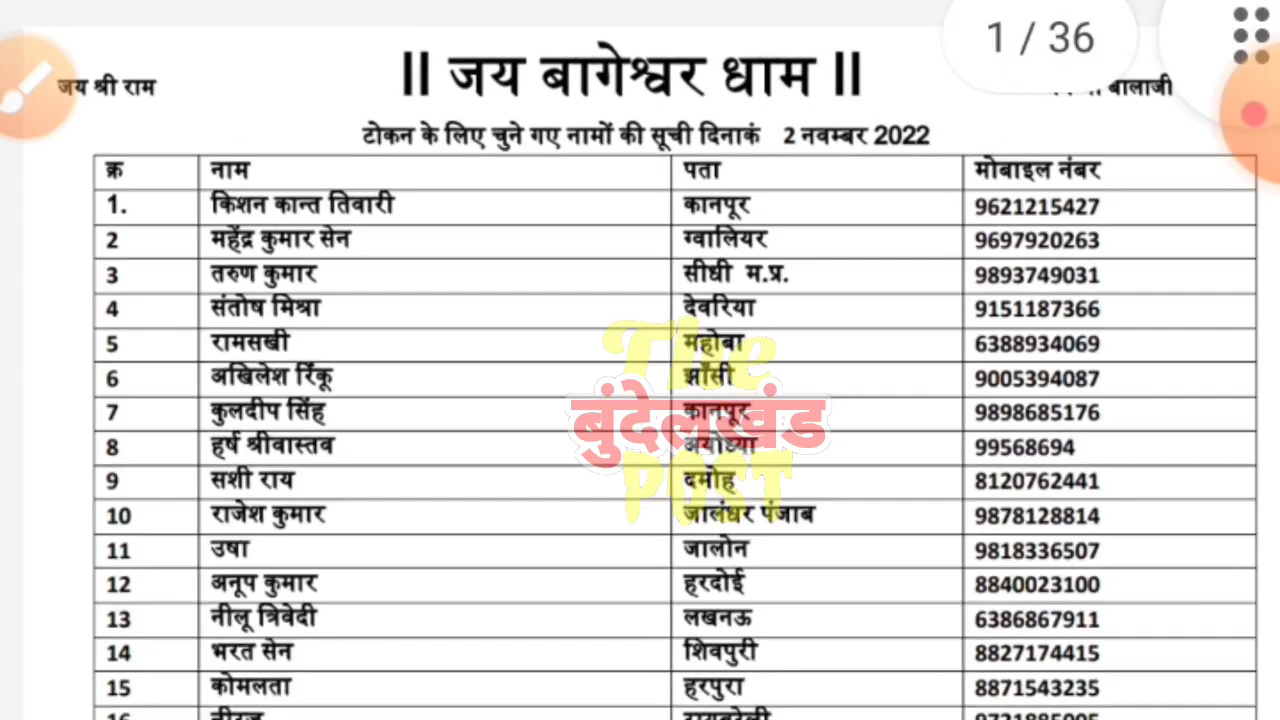 1 / 36
|| जय बागेश्वर धाम ||
जय श्री राम
बालाजी
टोकन के लिए चुने गए नामों की सूची दिनाकं 2 नवम्बर 2022
क्र नाम पता मोबाइल नंबर
1. किशन कान्त तिवारी कानपूर 9621215427
2 महेंद्र कुमार सेन ग्वालियर 9697920263
3 तरुण कुमार सीधी म.प्र. 9893749031
4 संतोष मिश्रा देवरिया 9151187366
5 रामसखी महोबा 6388934069
6 अखिलेश रिंकू झाँसी 9005394087
7 कुलदीप सिंह कानपूर 9898685176
8 हर्ष श्रीवास्तव अयोध्या 99568694
9 सशी राय दमोह 8120762441
10 राजेश कुमार जालंधर पंजाब 9878128814
11 उषा जालोन 9818336507
12 अनूप कुमार हरदोई 8840023100
13 नीलू त्रिवेदी लखनऊ 6386867911
14 भरत सेन शिवपुरी 8827174415
15 कोमलता हरपुरा 8871543235
The
बुंदेलखंड
POST